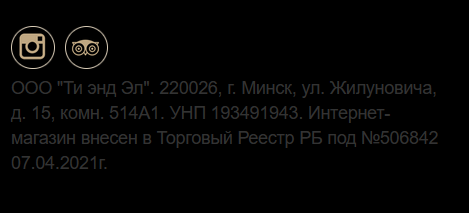 ООО "Ти энд Эл". 220026, г. Минск, ул. Жилуновича,
д. 15, комн. 514А1. УНП 193491943. Интернет-
магазин внесен в Торговый Реестр РБ под №506842
07.04.2021г.